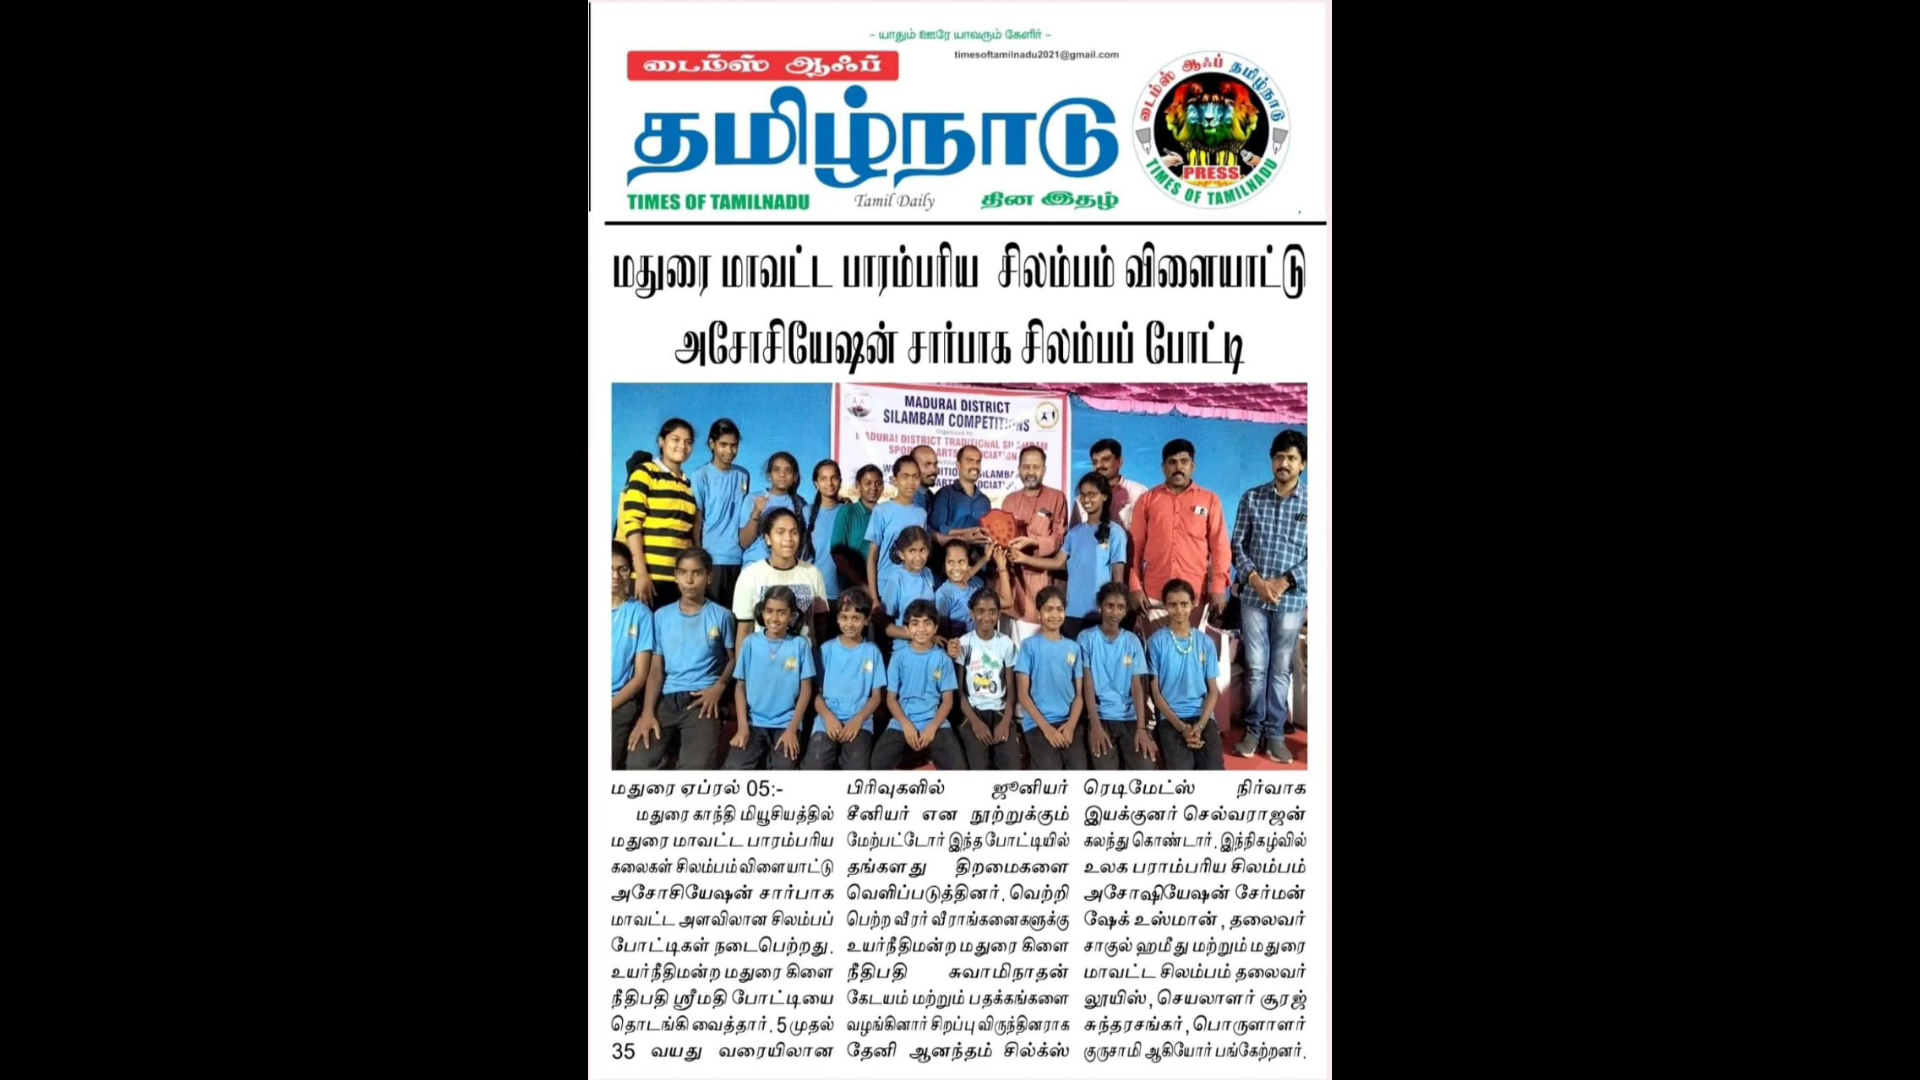 - யாதும் ஊரே யாவரும் கேளிர் -
timesoftamilnadu2021@gmail.com
டைம்ஸ் ஆஃப்
தமிழ்நாடு
TIMES OF TAMILNADU
Tamil Daily
தின இதழ்
டைம்ஸ் ஆஃப் தமிழ்நாடு
PRESS
TIMES OF TAMILNADU
மதுரை மாவட்ட பாரம்பரிய சிலம்பம் விளையாட்டு
அசோசியேஷன் சார்பாக சிலம்பப் போட்டி
MADURAI DISTRICT
SILAMBAM COMPETITIONS
Organized by
MADURAI DISTRICT TRADITIONAL
மதுரை ஏப்ரல் 05:-
மதுரை காந்தி மியூசியத்தில்
மதுரை மாவட்ட பாரம்பரிய
கலைகள் சிலம்பம் விளையாட்டு
அசோசியேஷன் சார்பாக
மாவட்ட அளவிலான சிலம்பப்
போட்டிகள் நடைபெற்றது.
உயர்நீதிமன்ற மதுரை கிளை
நீதிபதி ஸ்ரீமதி போட்டியை
தொடங்கி வைத்தார். 5 முதல்
35 வயது வரையிலான
பிரிவுகளில் ஜூனியர்
சீனியர் என நூற்றுக்கும்
மேற்பட்டோர் இந்த போட்டியில்
தங்களது திறமைகளை
வெளிப்படுத்தினர். வெற்றி
பெற்ற வீரர் வீராங்கனைகளுக்கு
உயர்நீதிமன்ற மதுரை கிளை
நீதிபதி சுவாமிநாதன்
கேடயம் மற்றும் பதக்கங்களை
வழங்கினார் சிறப்பு விருந்தினராக
தேனி ஆனந்தம் சில்க்ஸ்
ரெடிமேட்ஸ் நிர்வாக
இயக்குனர் செல்வராஜன்
கலந்து கொண்டார். இந்நிகழ்வில்
உலக பராம்பரிய சிலம்பம்
அசோஷியேஷன் சேர்மன்
ஷேக் உஸ்மான், தலைவர்
சாகுல் ஹமீது மற்றும் மதுரை
மாவட்ட சிலம்பம் தலைவர்
லூயிஸ், செயலாளர் சூரஜ்
சுந்தரசங்கர், பொருளாளர்
குருசாமி ஆகியோர் பங்கேற்றனர்.